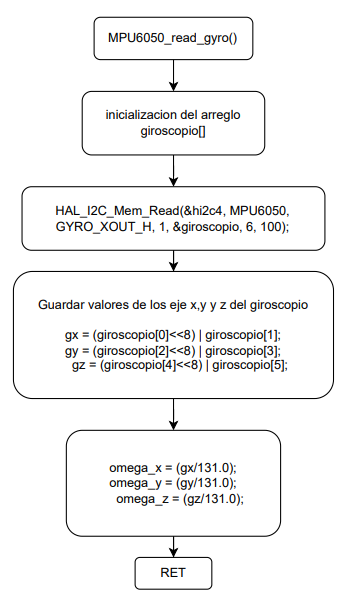 MPU6050_read_gyro()
inicializacion del arreglo
giroscopio[]
HAL_I2C_Mem_Read(&hi2c4, MPU6050,
GYRO_XOUT_H, 1, &giroscopio, 6, 100);
Guardar valores de los eje x,y y z del giroscopio
gx = (giroscopio[0]<<8) | giroscopio[1];
gy = (giroscopio[2]<<8) | giroscopio[3];
gz = (giroscopio[4]<<8) | giroscopio[5];
omega_x = (gx/131.0);
omega_y = (gy/131.0);
omega_z = (gz/131.0);
RET